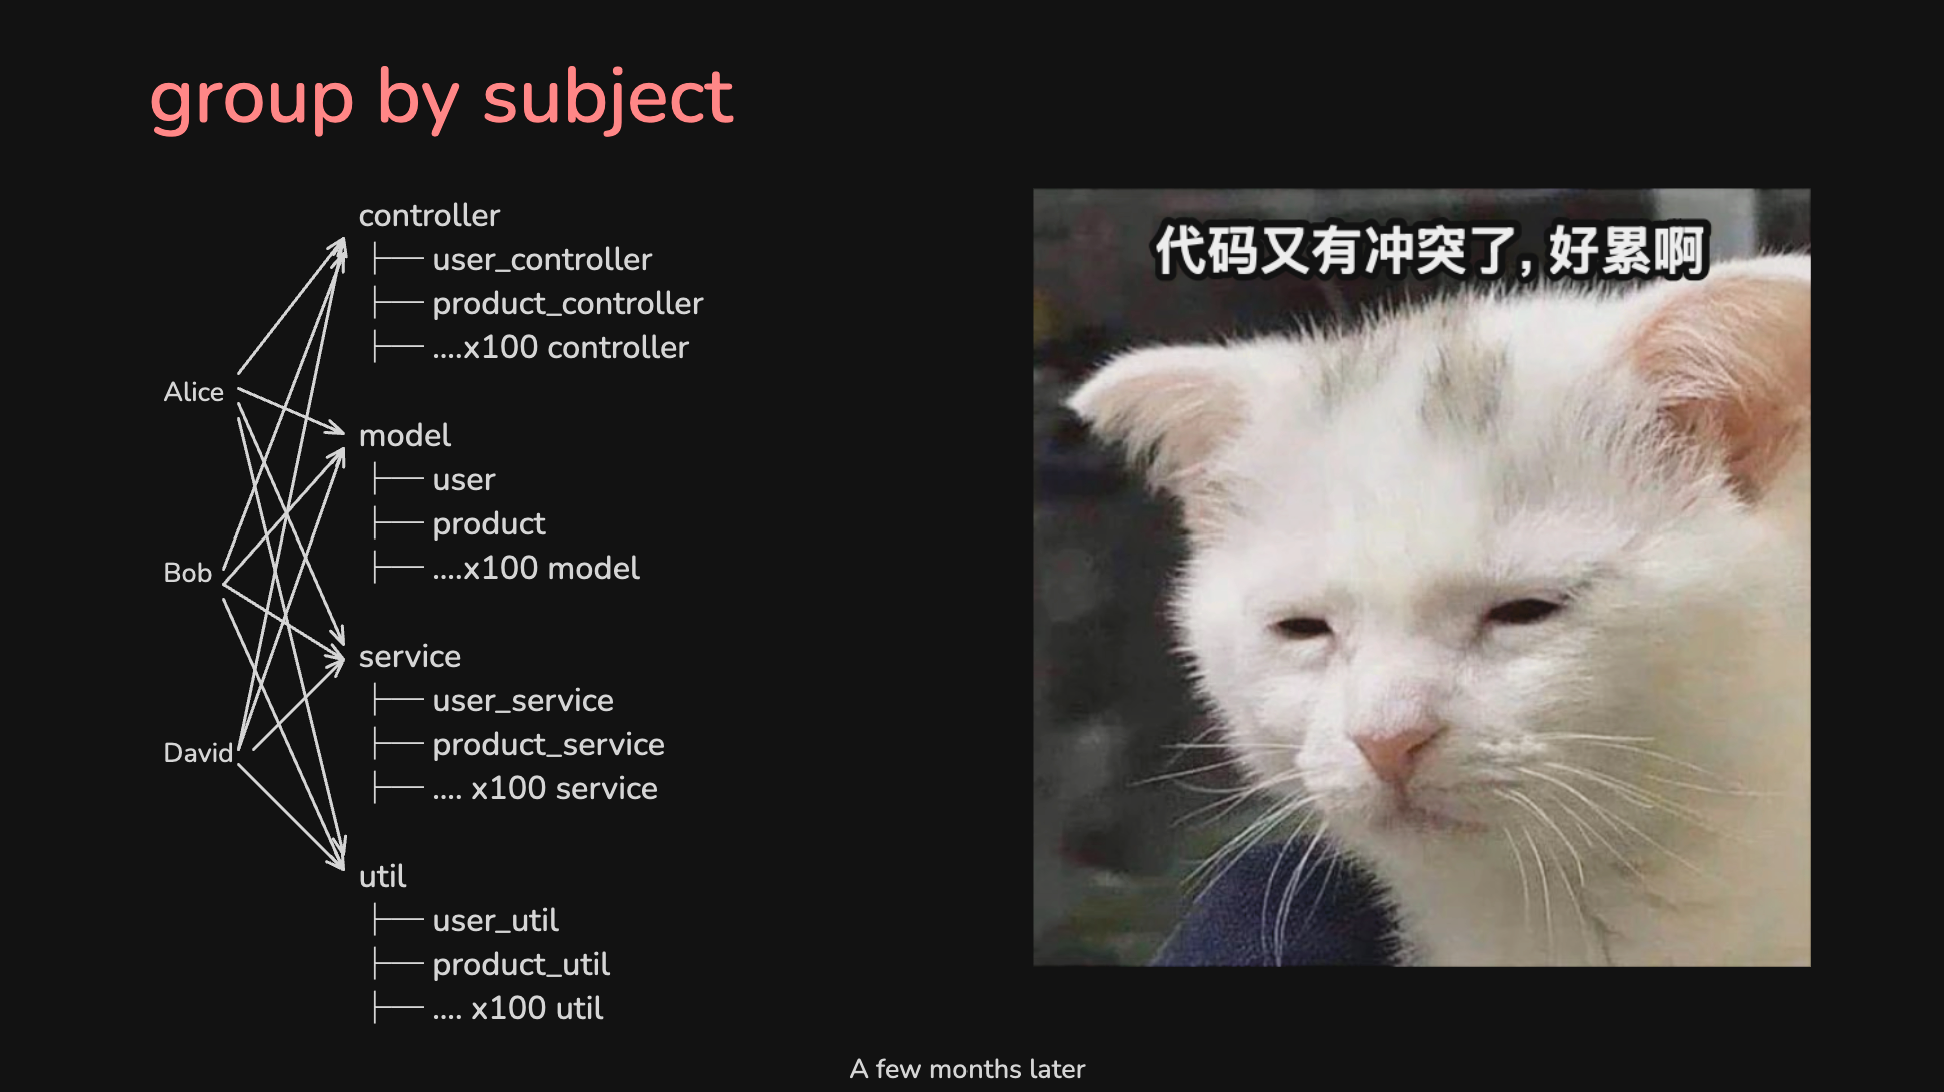 group by subject
controller
user_controller
product_controller
....x100 controller
Alice
model
user
product
....x100 model
Bob
service
user_service
product_service
.... x100 service
David
util
user_util
product_util
.... x100 util
代码又有冲突了, 好累啊
A few months later